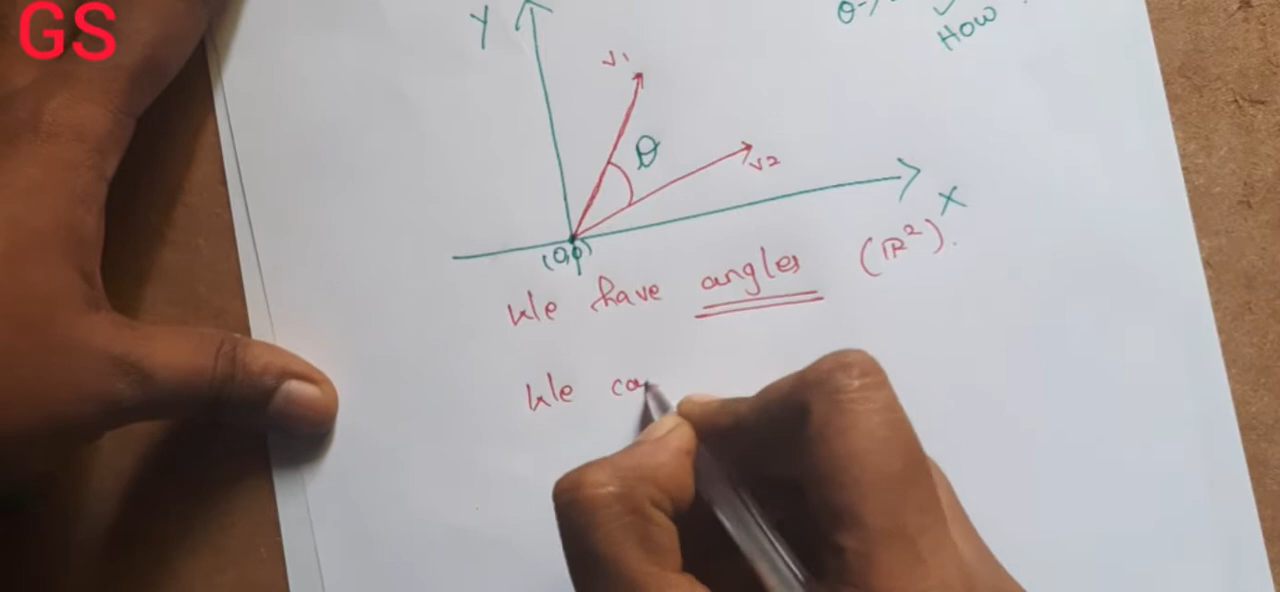 GS
Y
How
V1
θ
V2
X
(0,0)
We have angles (ℝ²).
We ca